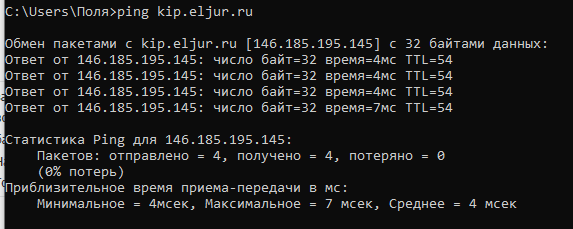 C:\Users\Поля>ping kip.eljur.ru
Обмен пакетами с kip.eljur.ru [146.185.195.145] с 32 байтами данных:
Ответ от 146.185.195.145: число байт=32 время=4мс TTL=54
Ответ от 146.185.195.145: число байт=32 время=4мс TTL=54
Ответ от 146.185.195.145: число байт=32 время=4мс TTL=54
Ответ от 146.185.195.145: число байт=32 время=7мс TTL=54
Статистика Ping для 146.185.195.145:
Пакетов: отправлено = 4, получено = 4, потеряно = 0
(0% потерь)
Приблизительное время приема-передачи в мс:
Минимальное = 4мсек, Максимальное = 7 мсек, Среднее = 4 мсек